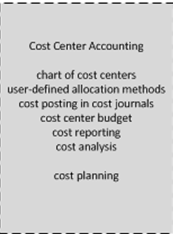 Cost Center Accounting
chart of cost centers
user-defined allocation methods
cost posting in cost journals
cost center budget
cost reporting
cost analysis
cost planning